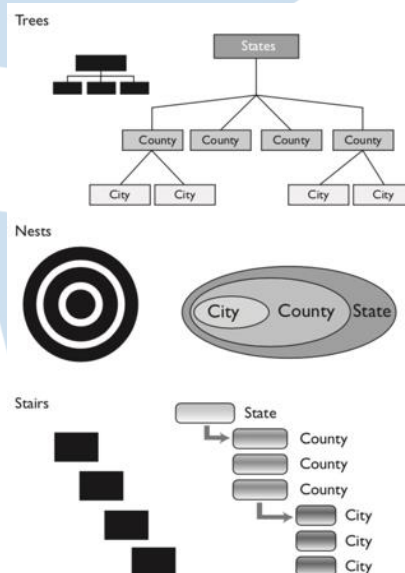 Trees
States
County County County County
City City City City
Nests
City County State
Stairs
State
County
County
County
City
City
City